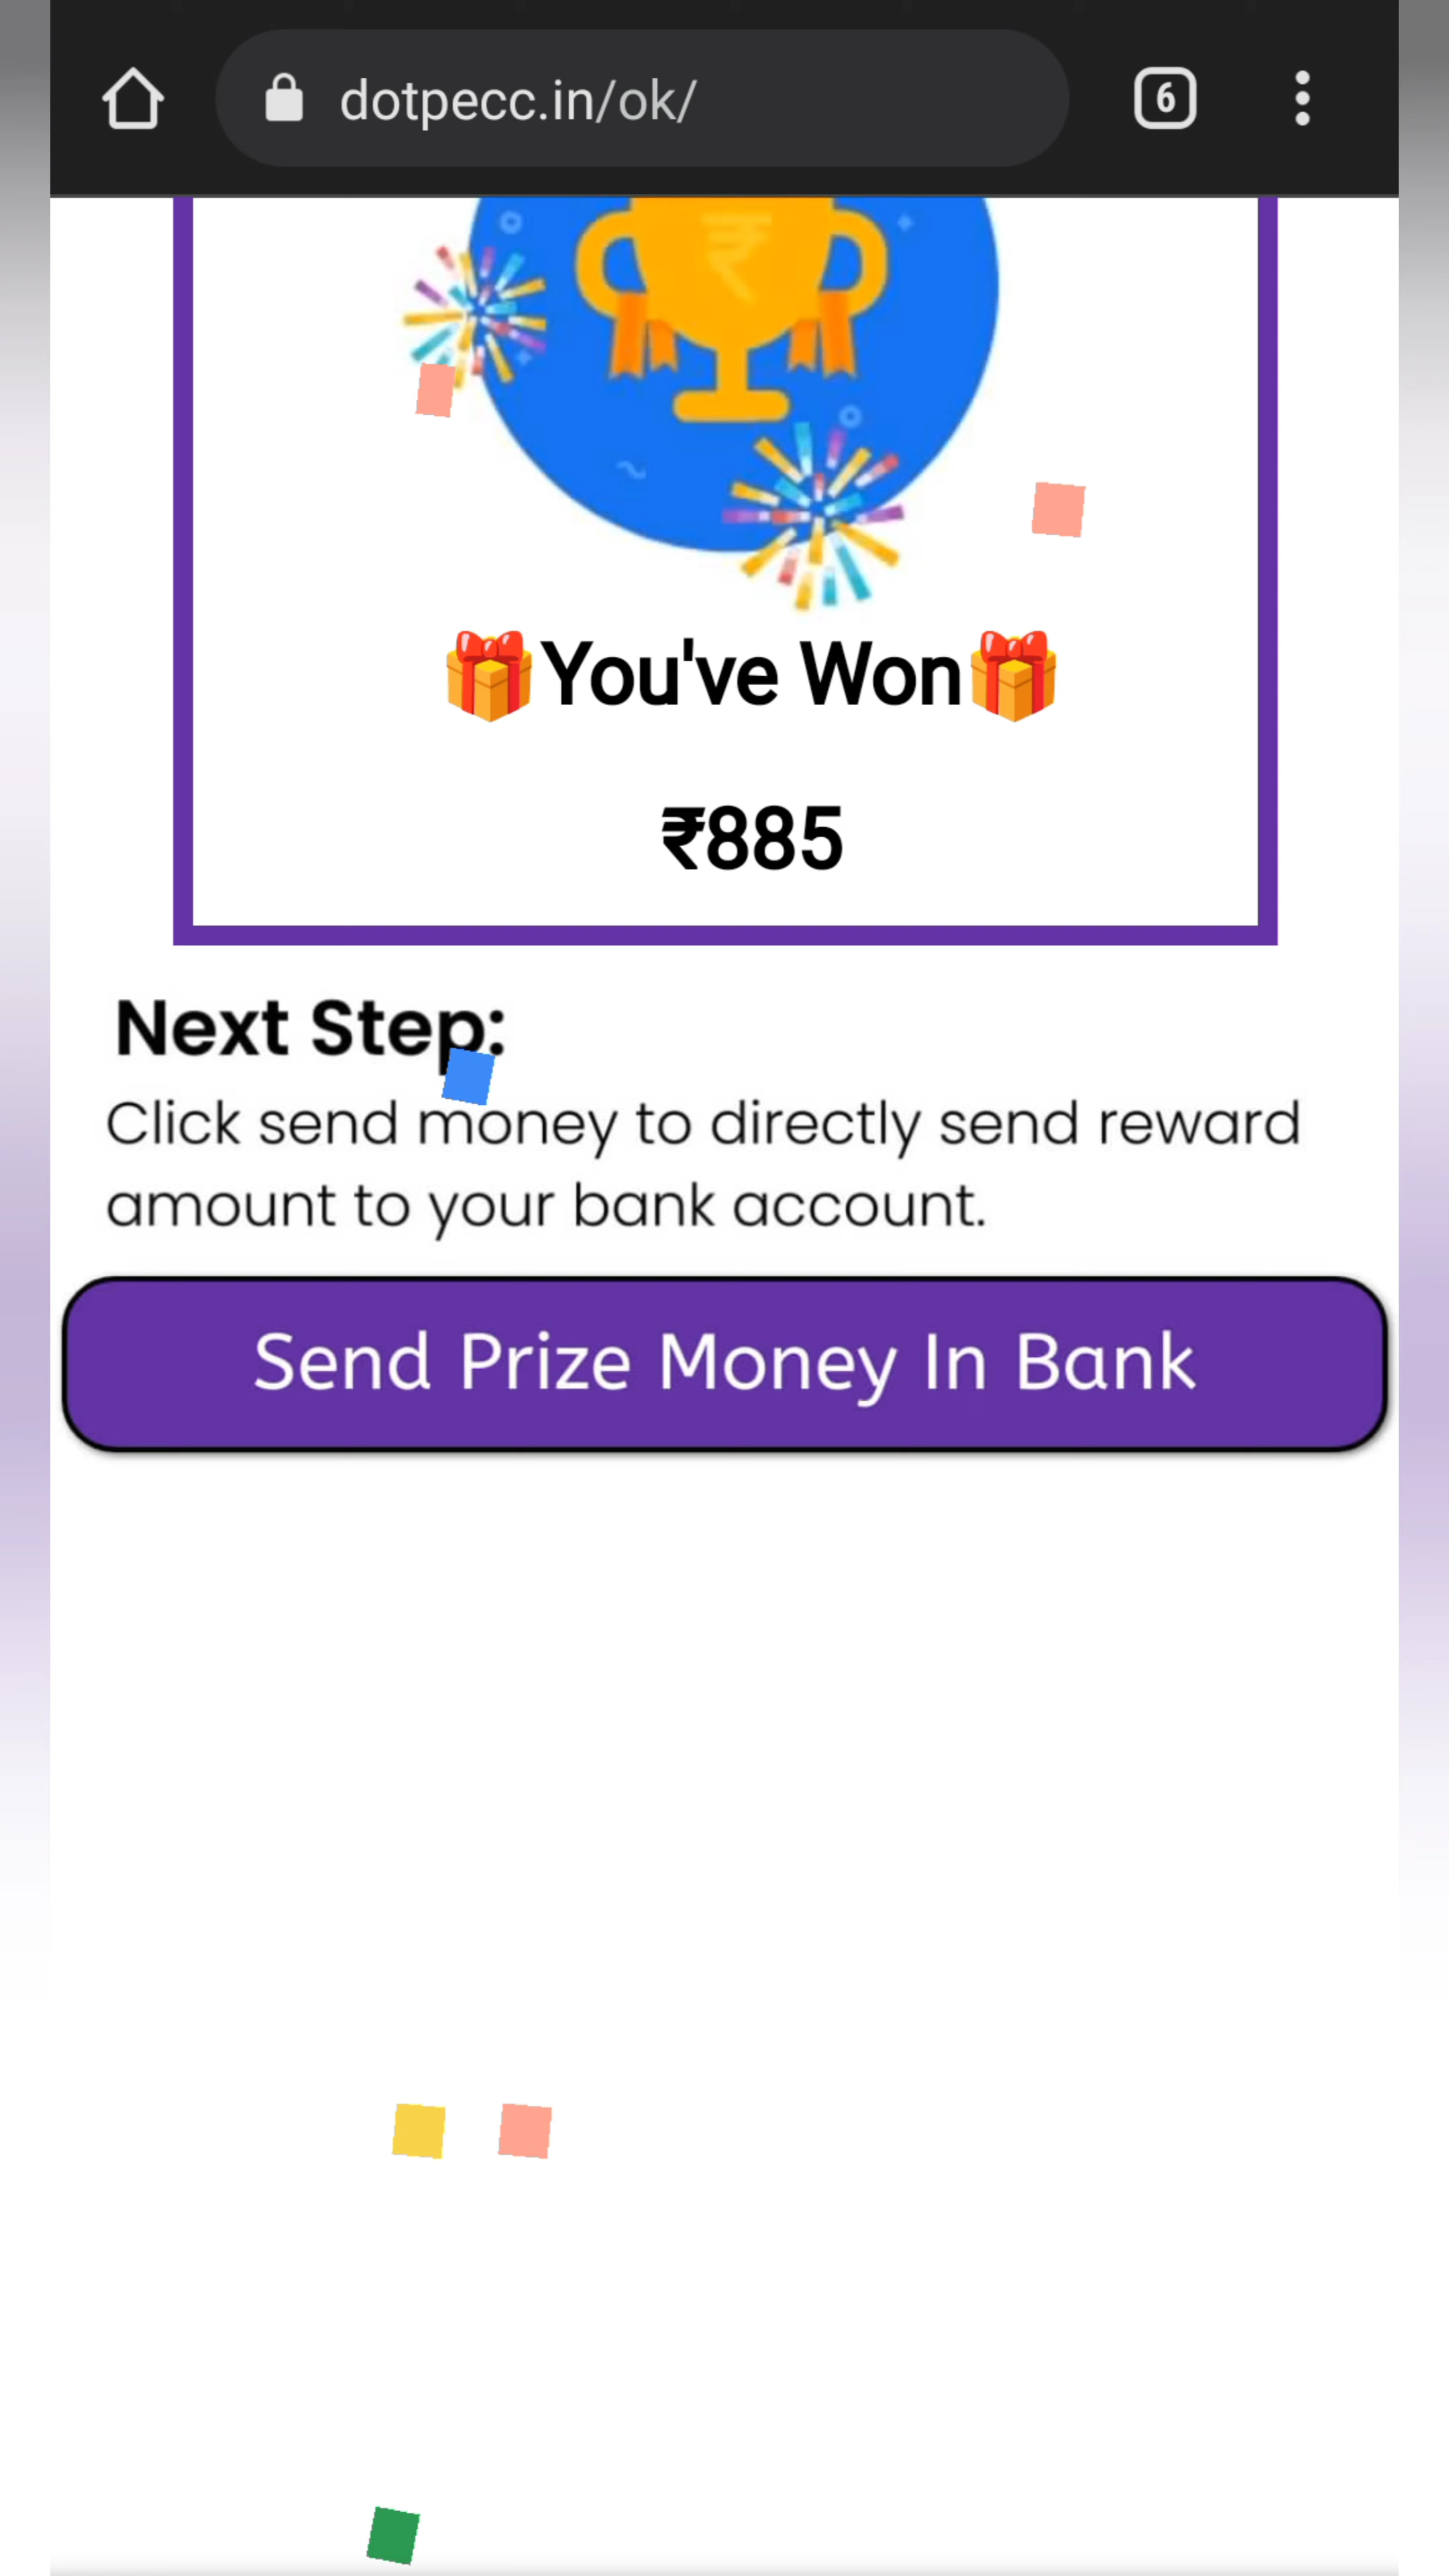 dotpecc.in/ok/
6
₹
You've Won
₹885
Next Step:
Click send money to directly send reward
amount to your bank account.
Send Prize Money In Bank